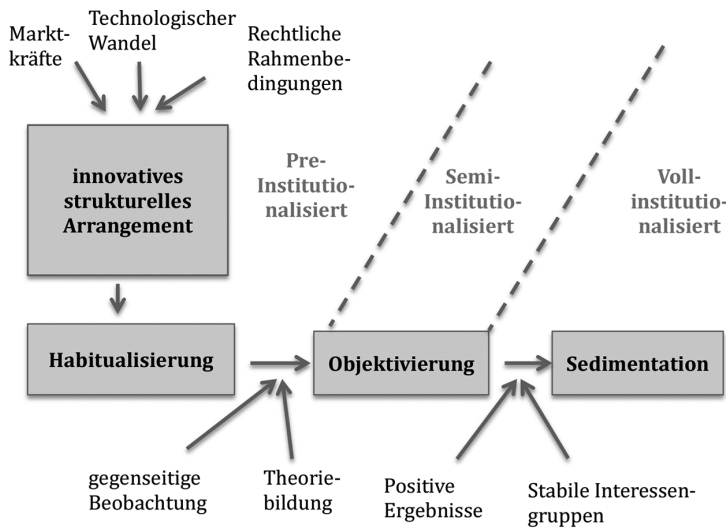 Markt-
kräfte
Technologischer
Wandel
Rechtliche
Rahmenbe-
dingungen
innovatives
strukturelles
Arrangement
Pre-
Institutio-
nalisiert
Semi-
Institutio-
nalisiert
Voll-
institutio-
nalisiert
Habitualisierung
Objektivierung
Sedimentation
gegenseitige
Beobachtung
Theorie-
bildung
Positive
Ergebnisse
Stabile Interessen-
gruppen